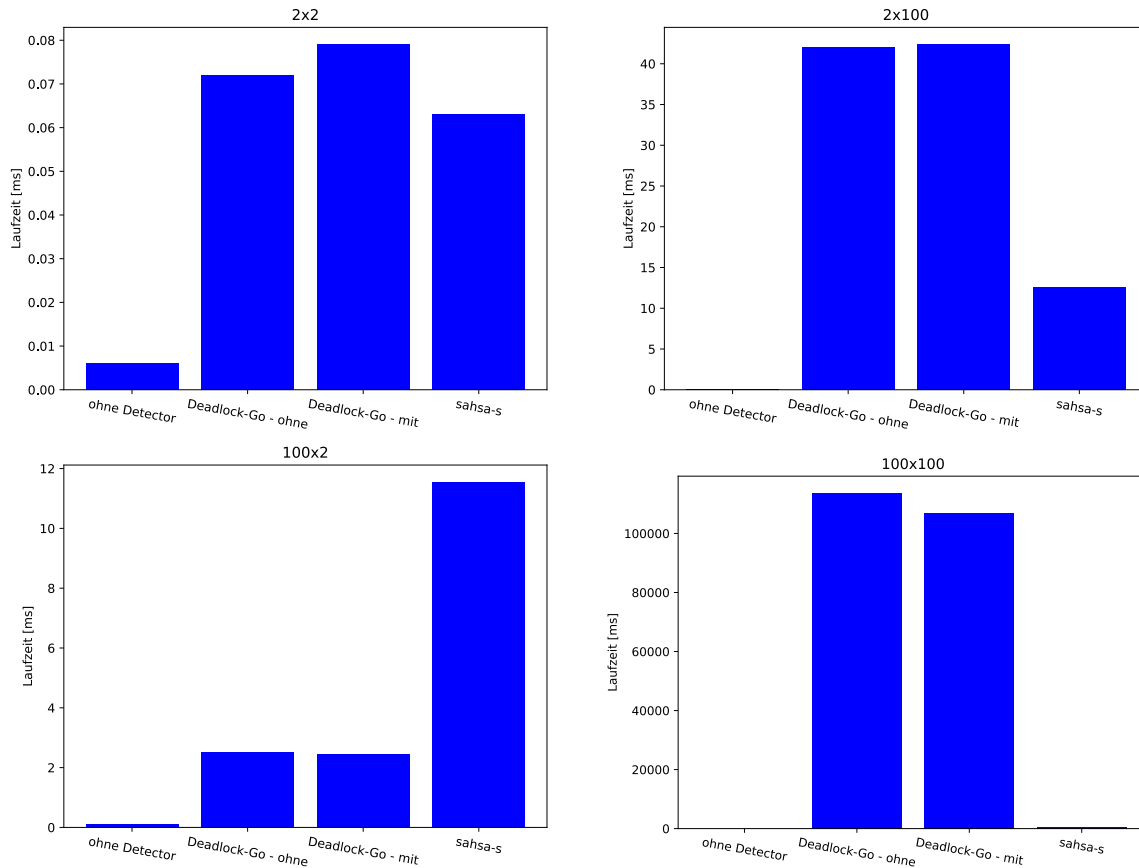 2x2
0.08
0.07
0.06
0.05
0.04
0.03
0.02
0.01
0.00
Laufzeit [ms]
ohne Detector
Deadlock-Go - ohne
Deadlock-Go - mit
sahsa-s
2x100
40
35
30
25
20
15
10
5
0
Laufzeit [ms]
ohne Detector
Deadlock-Go - ohne
Deadlock-Go - mit
sahsa-s
100x2
12
10
8
6
4
2
0
Laufzeit [ms]
ohne Detector
Deadlock-Go - ohne
Deadlock-Go - mit
sahsa-s
100x100
100000
80000
60000
40000
20000
0
Laufzeit [ms]
ohne Detector
Deadlock-Go - ohne
Deadlock-Go - mit
sahsa-s